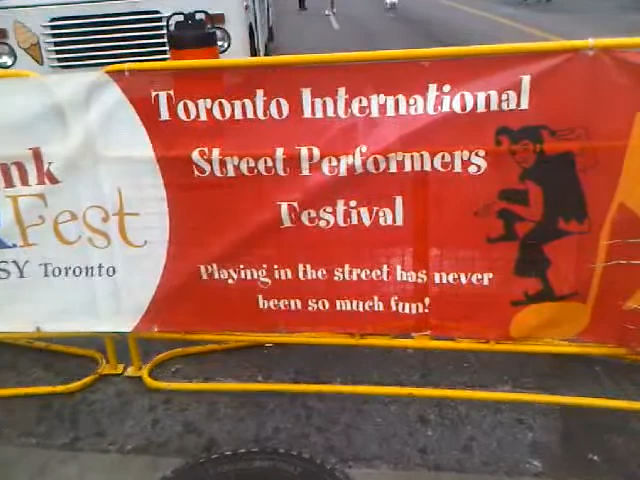 Toronto International
Street Performers
Festival
Playing in the street has never
been so much fun!
nk
Fest
SY Toronto